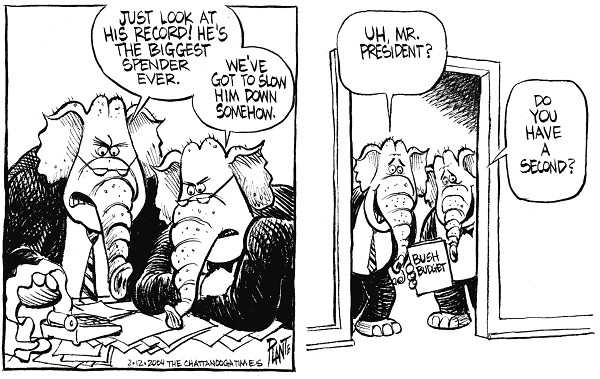 JUST LOOK AT
HIS RECORD! HE'S
THE BIGGEST
SPENDER
EVER.
WE'VE
GOT TO SLOW
HIM DOWN
SOMEHOW.
2·12·2004 THE CHATTANOOGA TIMES
PLANTE
UH, MR.
PRESIDENT?
DO
YOU
HAVE
A
SECOND?
BUSH
BUDGET